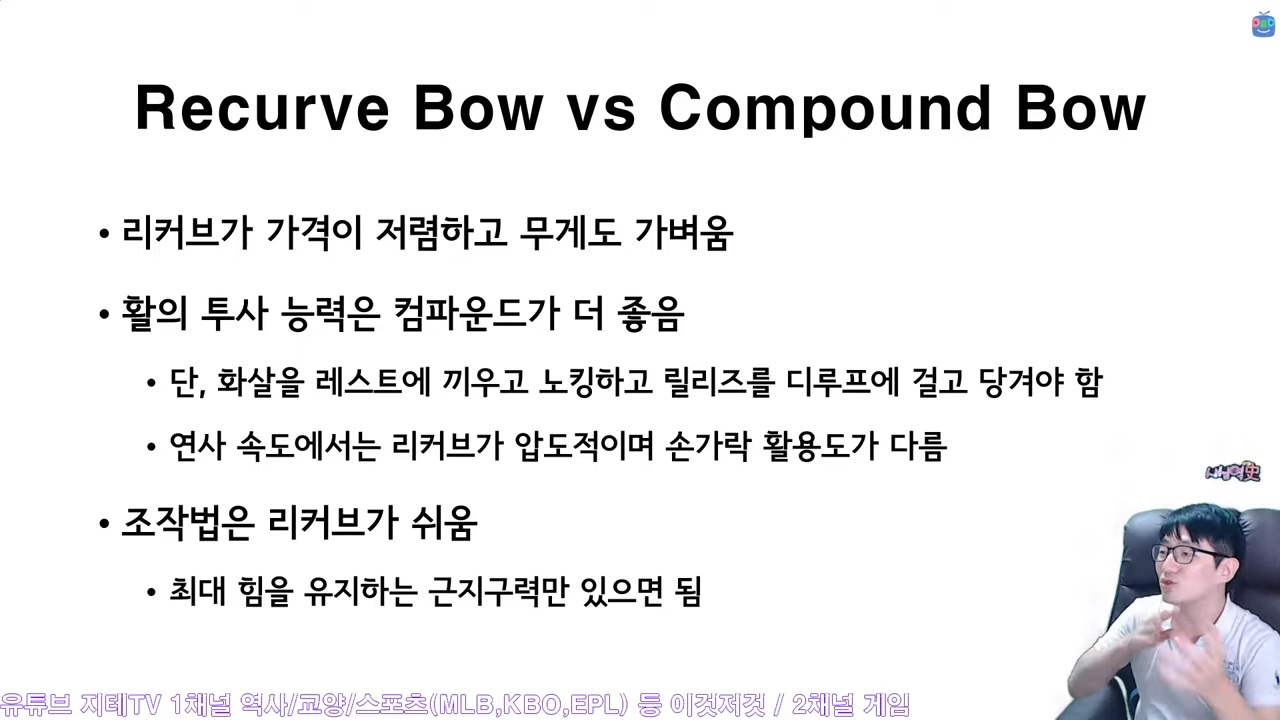 Recurve Bow vs Compound Bow
• 리커브가 가격이 저렴하고 무게도 가벼움
• 활의 투사 능력은 컴파운드가 더 좋음
• 단, 화살을 레스트에 끼우고 노킹하고 릴리즈를 디루프에 걸고 당겨야 함
• 연사 속도에서는 리커브가 압도적이며 손가락 활용도가 다름
• 조작법은 리커브가 쉬움
• 최대 힘을 유지하는 근지구력만 있으면 됨
유튜브 지테TV 1채널 역사/교양/스포츠(MLB,KBO,EPL) 등 이것저것 / 2채널 게임